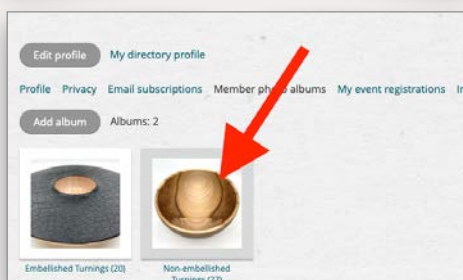 Edit profile My directory profile
Profile Privacy Email subscriptions Member photo albums My event registrations
Add album Albums: 2
Embellished Turnings (20) Non-embellished
Turnings (27)